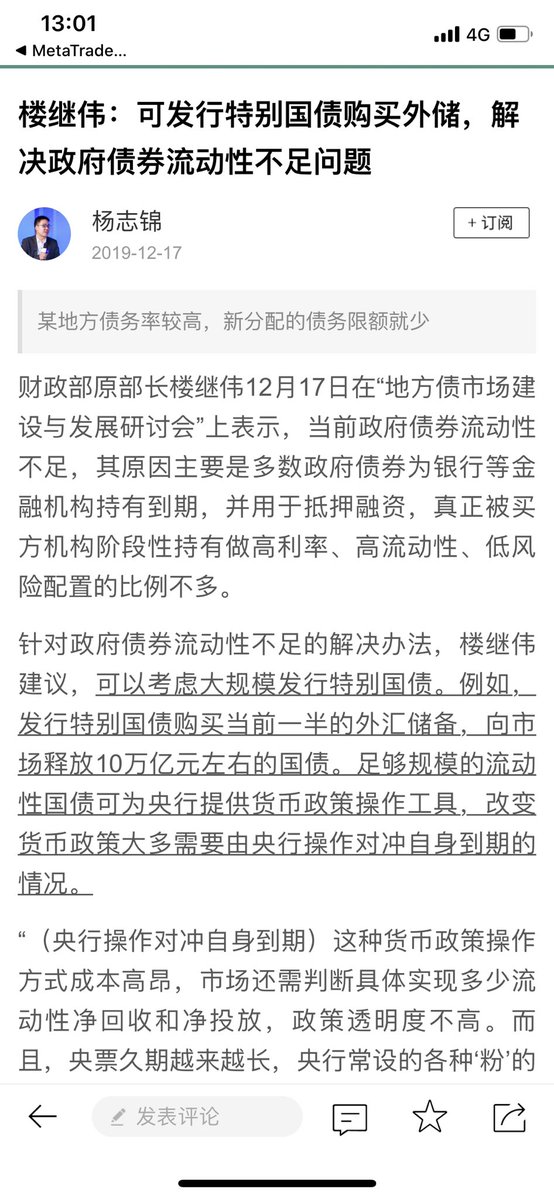 13:01
4G
◀ MetaTrade...
楼继伟：可发行特别国债购买外储，解
决政府债券流动性不足问题
杨志锦
2019-12-17
+ 订阅
某地方债务率较高，新分配的债务限额就少
财政部原部长楼继伟12月17日在“地方债市场建
设与发展研讨会”上表示，当前政府债券流动性
不足，其原因主要是多数政府债券为银行等金
融机构持有到期，并用于抵押融资，真正被买
方机构阶段性持有做高利率、高流动性、低风
险配置的比例不多。
针对政府债券流动性不足的解决办法，楼继伟
建议，可以考虑大规模发行特别国债。例如，
发行特别国债购买当前一半的外汇储备，向市
场释放10万亿元左右的国债。足够规模的流动
性国债可为央行提供货币政策操作工具，改变
货币政策大多需要由央行操作对冲自身到期的
情况。
“（央行操作对冲自身到期）这种货币政策操作
方式成本高昂，市场还需判断具体实现多少流
动性净回收和净投放，政策透明度不高。而
且，央票久期越来越长，央行常设的各种‘粉’的
发表评论